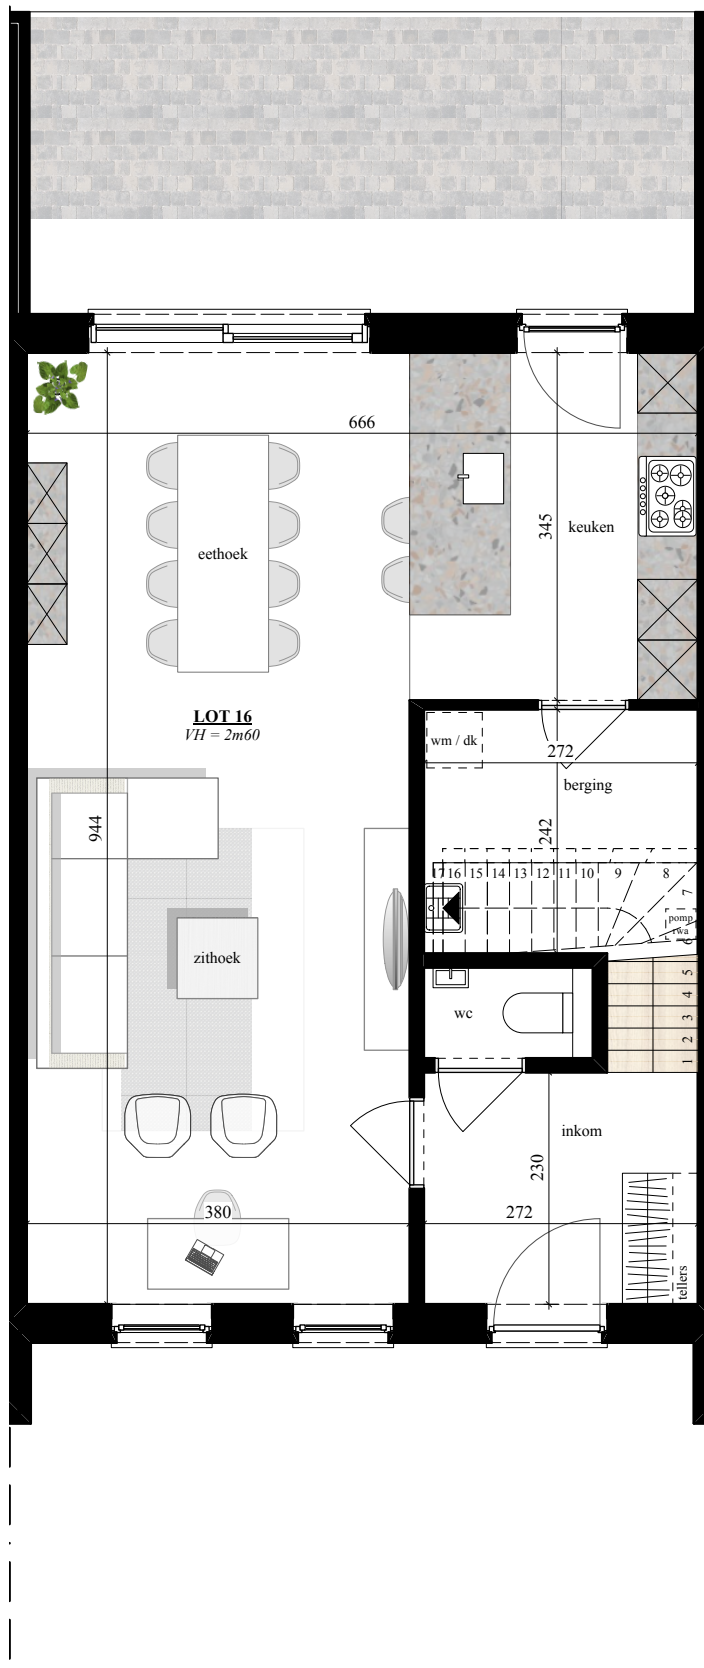 666
345
keuken
eethoek
LOT 16
VH = 2m60
wm / dk
272
berging
944
242
17 16 15 14 13 12 11 10 9 8
7
pomp
rwa
6
zithoek
wc
5
4
3
2
1
inkom
230
380
272
tellers